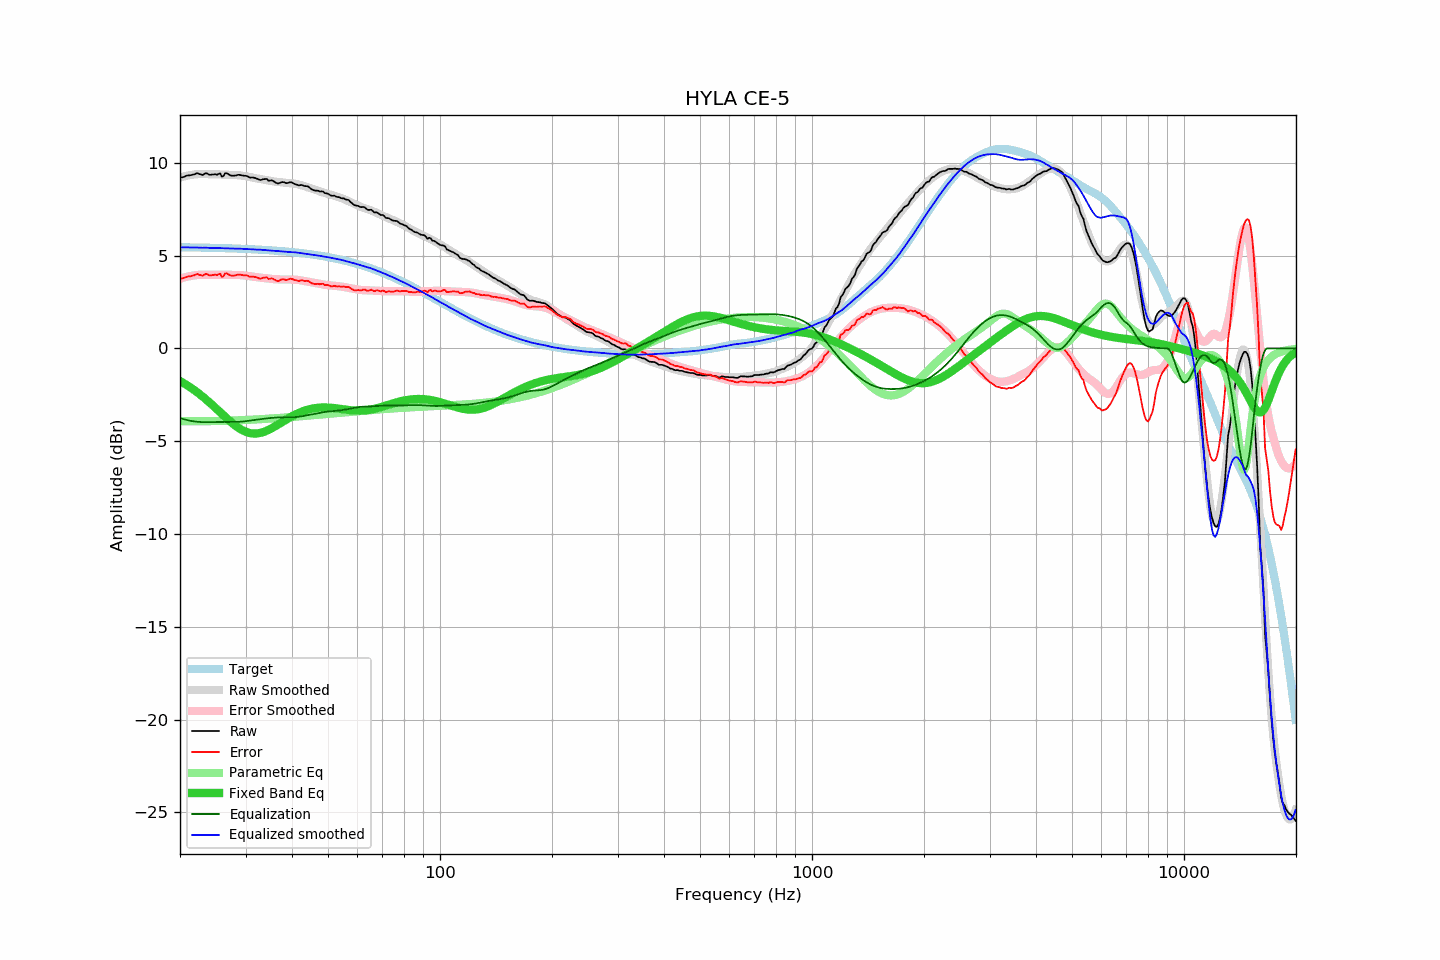 HYLA CE-5
Amplitude (dBr)
10
5
0
−5
−10
−15
−20
−25
Target
Raw Smoothed
Error Smoothed
Raw
Error
Parametric Eq
Fixed Band Eq
Equalization
Equalized smoothed
100
1000
10000
Frequency (Hz)